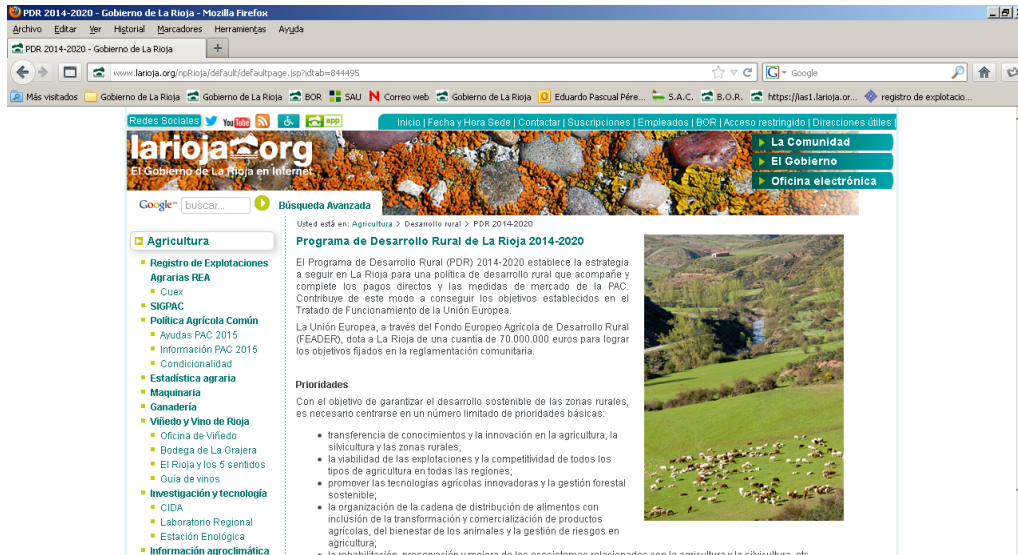 PDR 2014-2020 - Gobierno de La Rioja - Mozilla Firefox
Archivo Editar Ver Historial Marcadores Herramientas Ayuda
PDR 2014-2020 - Gobierno de La Rioja +
www.larioja.org/npRioja/default/defaultpage.jsp?idtab=844495
Google
Más visitados Gobierno de La Rioja Gobierno de La Rioja BOR SAU Correo web Gobierno de La Rioja Eduardo Pascual Pére... S.A.C. B.O.R. https://ias1.larioja.or... registro de explotacio...
Redes Sociales You Tube app
Inicio | Fecha y Hora Sede | Contactar | Suscripciones | Empleados | BOR | Acceso restringido | Direcciones útiles |
larioja org
El Gobierno de La Rioja en Internet
La Comunidad
El Gobierno
Oficina electrónica
Google buscar... Búsqueda Avanzada
Usted está en: Agricultura > Desarrollo rural > PDR 2014-2020
Agricultura
Registro de Explotaciones
Agrarias REA
Cuex
SIGPAC
Política Agrícola Común
Ayudas PAC 2015
Información PAC 2015
Condicionalidad
Estadística agraria
Maquinaria
Ganadería
Viñedo y Vino de Rioja
Oficina de Viñedo
Bodega de La Grajera
El Rioja y los 5 sentidos
Guía de vinos
Investigación y tecnología
CIDA
Laboratorio Regional
Estación Enológica
Información agroclimática
Programa de Desarrollo Rural de La Rioja 2014-2020
El Programa de Desarrollo Rural (PDR) 2014-2020 establece la estrategia
a seguir en La Rioja para una política de desarrollo rural que acompañe y
complete los pagos directos y las medidas de mercado de la PAC.
Contribuye de este modo a conseguir los objetivos establecidos en el
Tratado de Funcionamiento de la Unión Europea.
La Unión Europea, a través del Fondo Europeo Agrícola de Desarrollo Rural
(FEADER), dota a La Rioja de una cuantía de 70.000.000 euros para lograr
los objetivos fijados en la reglamentación comunitaria.
Prioridades
Con el objetivo de garantizar el desarrollo sostenible de las zonas rurales,
es necesario centrarse en un número limitado de prioridades básicas:
transferencia de conocimientos y la innovación en la agricultura, la
silvicultura y las zonas rurales;
la viabilidad de las explotaciones y la competitividad de todos los
tipos de agricultura en todas las regiones;
promover las tecnologías agrícolas innovadoras y la gestión forestal
sostenible;
la organización de la cadena de distribución de alimentos con
inclusión de la transformación y comercialización de productos
agrícolas, del bienestar de los animales y la gestión de riesgos en
agricultura;
la rehabilitación, preservación y mejora de los ecosistemas relacionados con la agricultura y la silvicultura, etc.